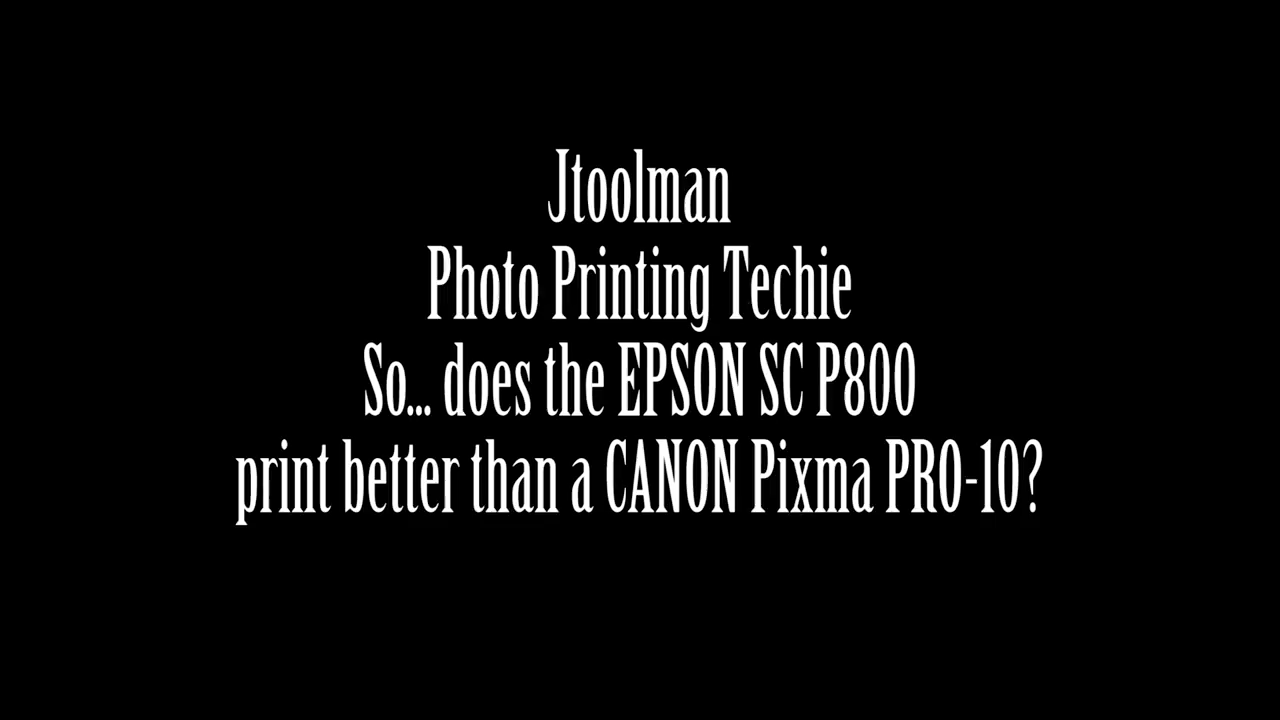 Jtoolman
Photo Printing Techie
So... does the EPSON SC P800
print better than a CANON Pixma PRO-10?